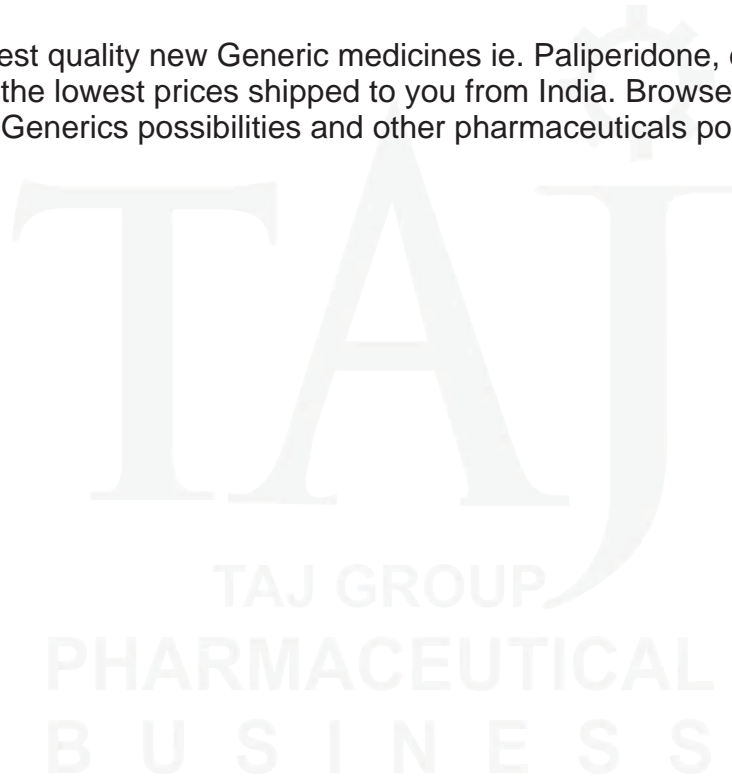 est quality new Generic medicines ie. Paliperidone,
the lowest prices shipped to you from India. Browse
Generics possibilities and other pharmaceuticals
TAJ
TAJ GROUP
PHARMACEUTICAL
BUSINESS